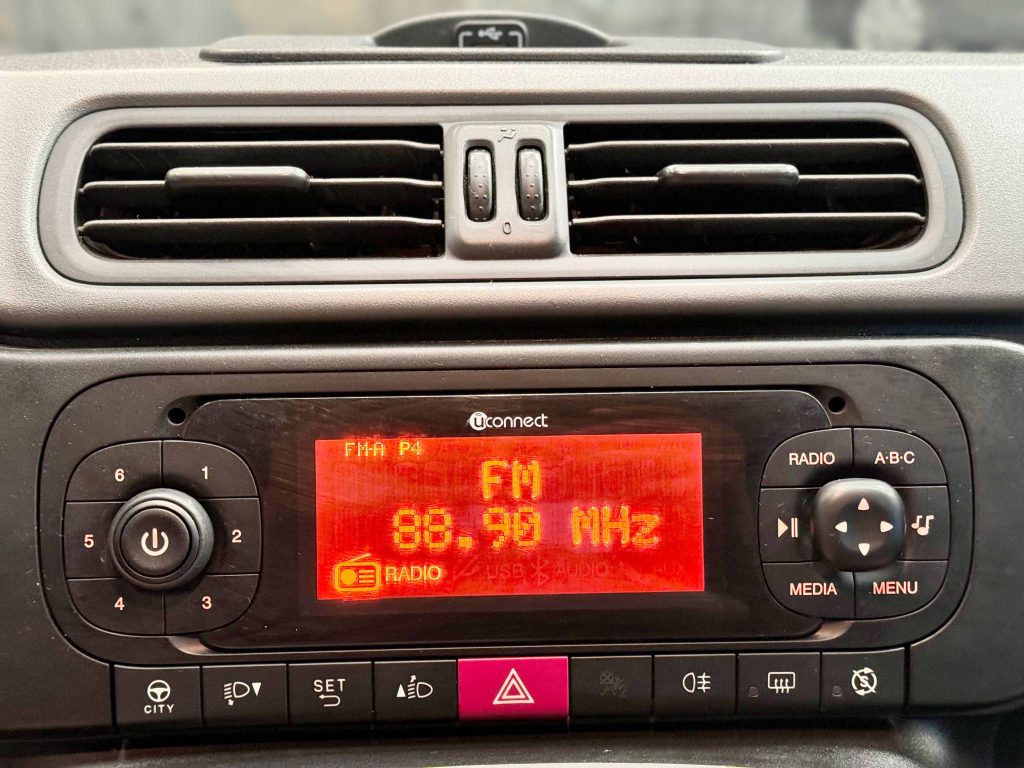 0
uconnect
FM-A P4
FM
88.90 MHz
RADIO USB AUDIO
6 1
5 2
4 3
RADIO A·B·C
MEDIA MENU
CITY
SET